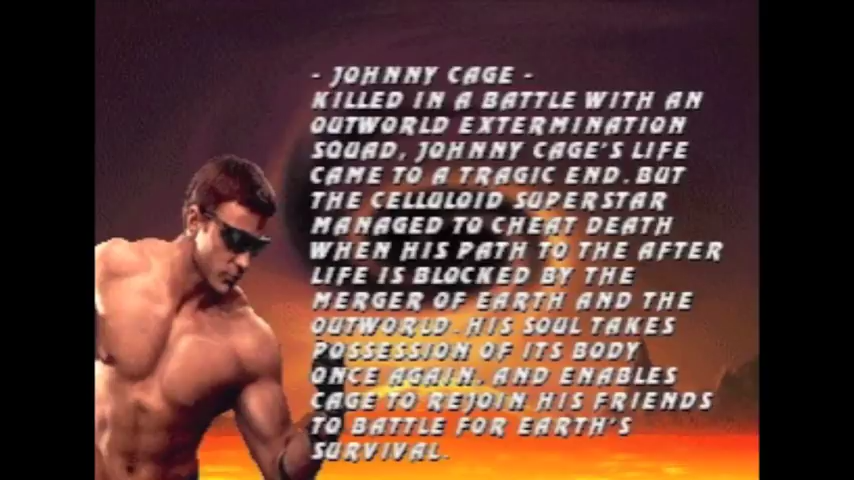 - JOHNNY CAGE -
KILLED IN A BATTLE WITH AN
OUTWORLD EXTERMINATION
SQUAD, JOHNNY CAGE'S LIFE
CAME TO A TRAGIC END. BUT
THE CELLULOID SUPERSTAR
MANAGED TO CHEAT DEATH
WHEN HIS PATH TO THE AFTER
LIFE IS BLOCKED BY THE
MERGER OF EARTH AND THE
OUTWORLD. HIS SOUL TAKES
POSSESSION OF ITS BODY
ONCE AGAIN, AND ENABLES
CAGE TO REJOIN HIS FRIENDS
TO BATTLE FOR EARTH'S
SURVIVAL.